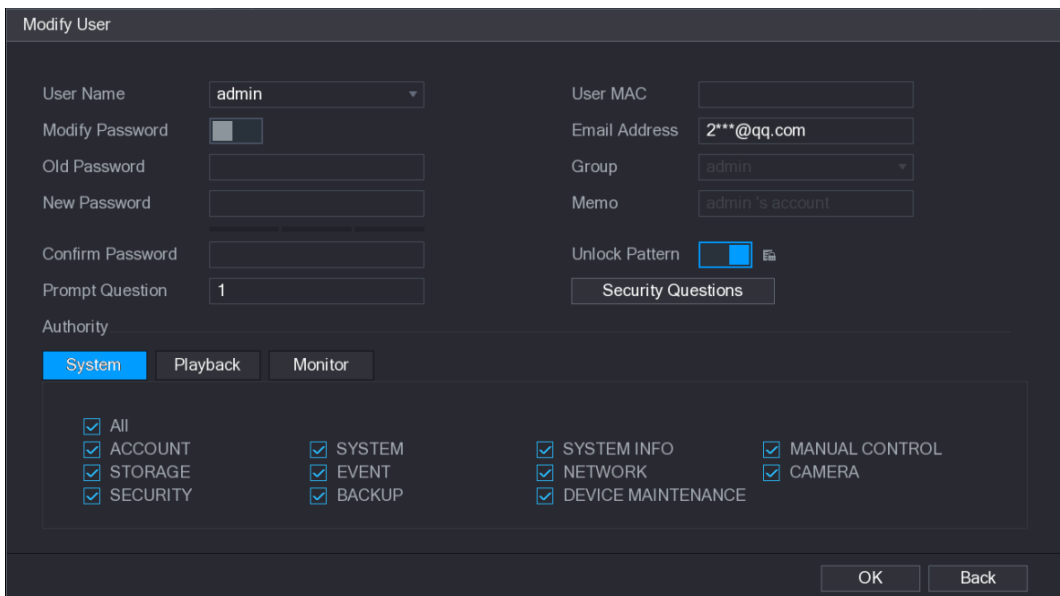 Modify User
User Name admin User MAC
Modify Password Email Address 2***@qq.com
Old Password Group admin
New Password Memo admin 's account
Confirm Password Unlock Pattern
Prompt Question 1 Security Questions
Authority
System Playback Monitor
All
ACCOUNT SYSTEM SYSTEM INFO MANUAL CONTROL
STORAGE EVENT NETWORK CAMERA
SECURITY BACKUP DEVICE MAINTENANCE
OK Back